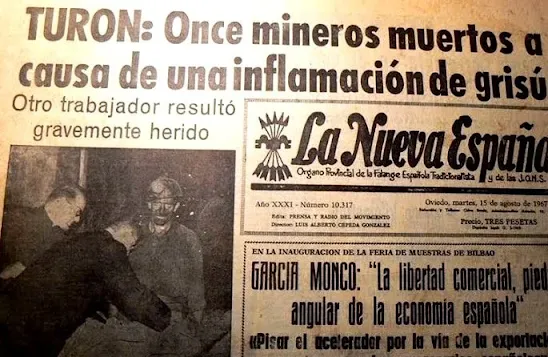 TURON: Once mineros muertos a
causa de una inflamación de grisú
Otro trabajador resultó
gravemente herido
La Nueva España
Organo Provincial de la Falange Española Tradicionalista y de las J.O.N.S.
Año XXXI - Número 10.317
Oviedo, martes, 15 de agosto de 1967
Edita: PRENSA Y RADIO DEL MOVIMIENTO
Director: LUIS ALBERTO CEPEDA GONZALEZ
Precio, TRES PESETAS
EN LA INAUGURACION DE LA FERIA DE MUESTRAS DE BILBAO
GARCIA MONCO: "La libertad comercial, pied
angular de la economía española"
«Pisar el acelerador por la vía de la exportaci